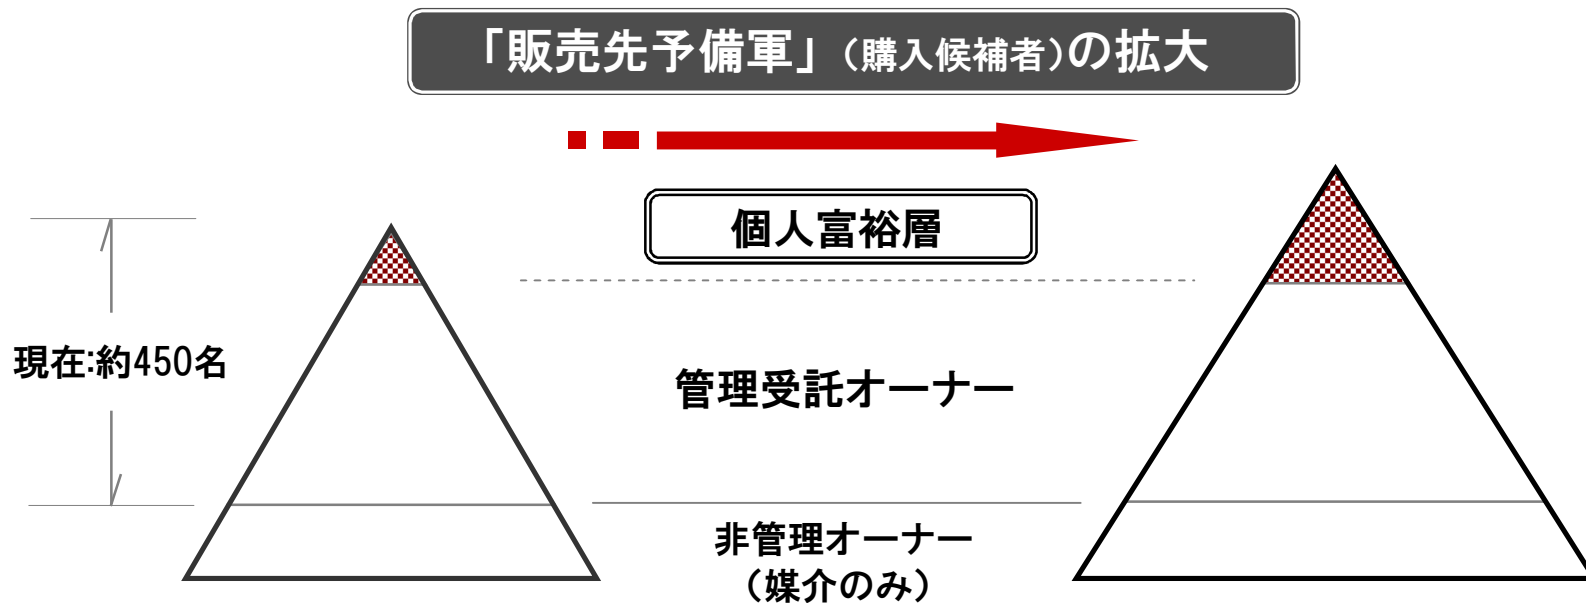 「販売先予備軍」（購入候補者）の拡大
個人富裕層
現在:約450名
管理受託オーナー
非管理オーナー
（媒介のみ）